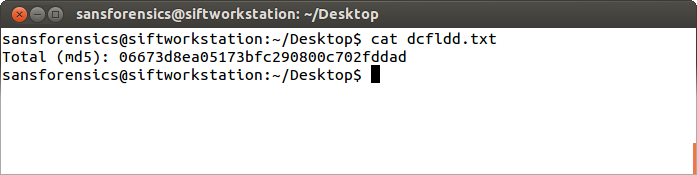 sansforensics@siftworkstation: ~/Desktop
sansforensics@siftworkstation:~/Desktop$ cat dcfldd.txt
Total (md5): 06673d8ea05173bfc290800c702fddad
sansforensics@siftworkstation:~/Desktop$